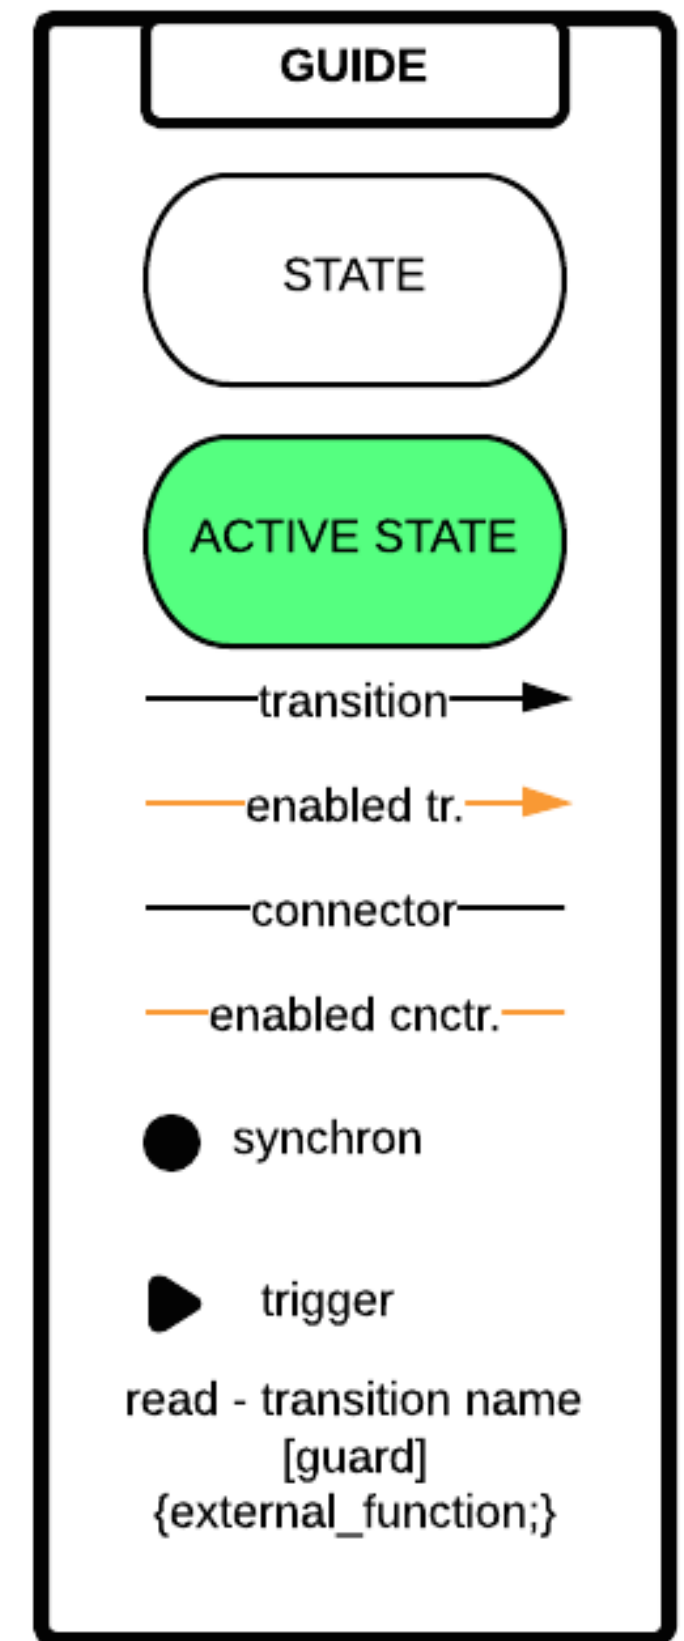 GUIDE
STATE
ACTIVE STATE
transition
enabled tr.
connector
enabled cnctr.
synchron
trigger
read - transition name
[guard]
{external_function;}